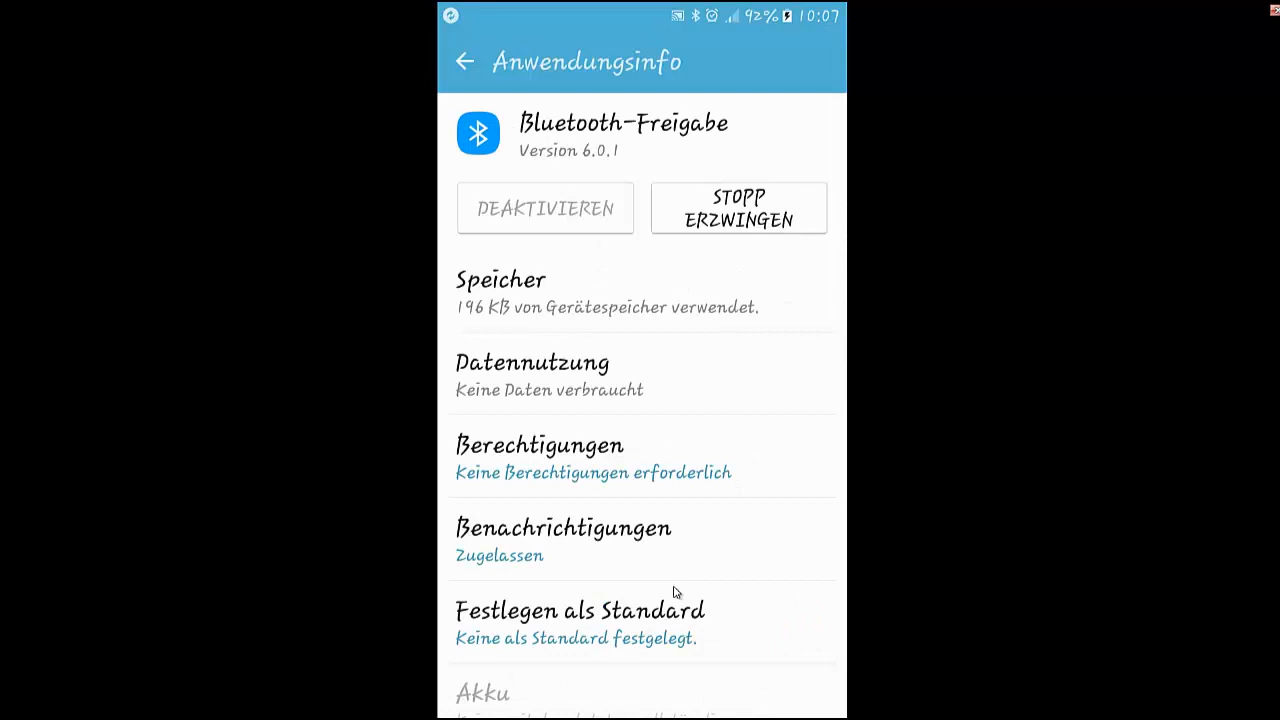 92% 10:07
Anwendungsinfo
Bluetooth-Freigabe
Version 6.0.1
DEAKTIVIEREN
STOPP
ERZWINGEN
Speicher
196 KB von Gerätespeicher verwendet.
Datennutzung
Keine Daten verbraucht
Berechtigungen
Keine Berechtigungen erforderlich
Benachrichtigungen
Zugelassen
Festlegen als Standard
Keine als Standard festgelegt.
Akku